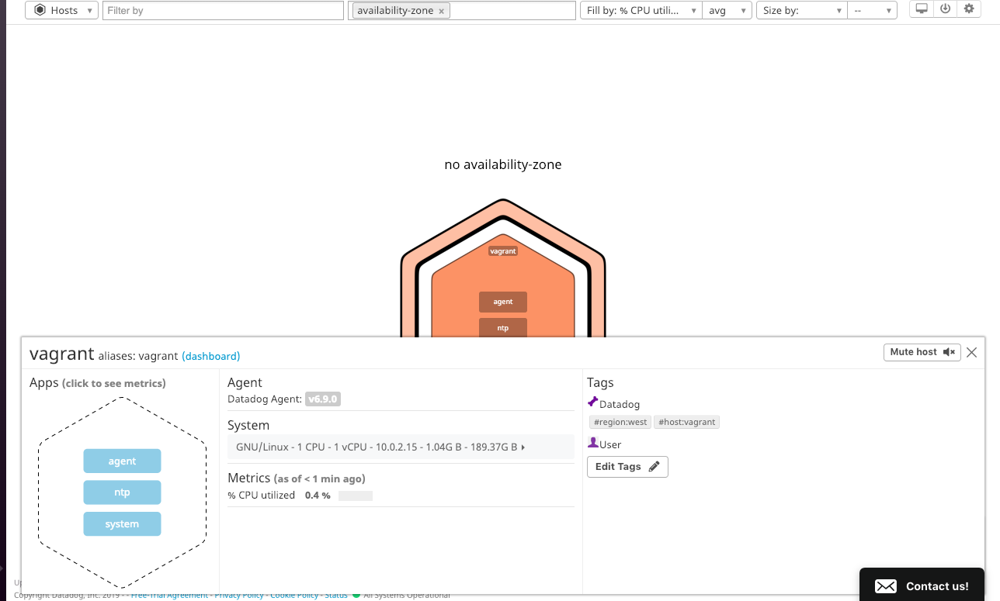 Hosts Filter by availability-zone × Fill by: % CPU utili... avg Size by: --
no availability-zone
vagrant
agent
ntp
vagrant aliases: vagrant (dashboard) Mute host
Apps (click to see metrics)
agent
ntp
system
Agent
Datadog Agent: v6.9.0
System
GNU/Linux - 1 CPU - 1 vCPU - 10.0.2.15 - 1.04G B - 189.37G B
Metrics (as of < 1 min ago)
% CPU utilized 0.4 %
Tags
Datadog
#region:west #host:vagrant
User
Edit Tags
Contact us!
Copyright Datadog, Inc. 2019 - - Free-Trial Agreement - Privacy Policy - Cookie Policy - Status All Systems Operational